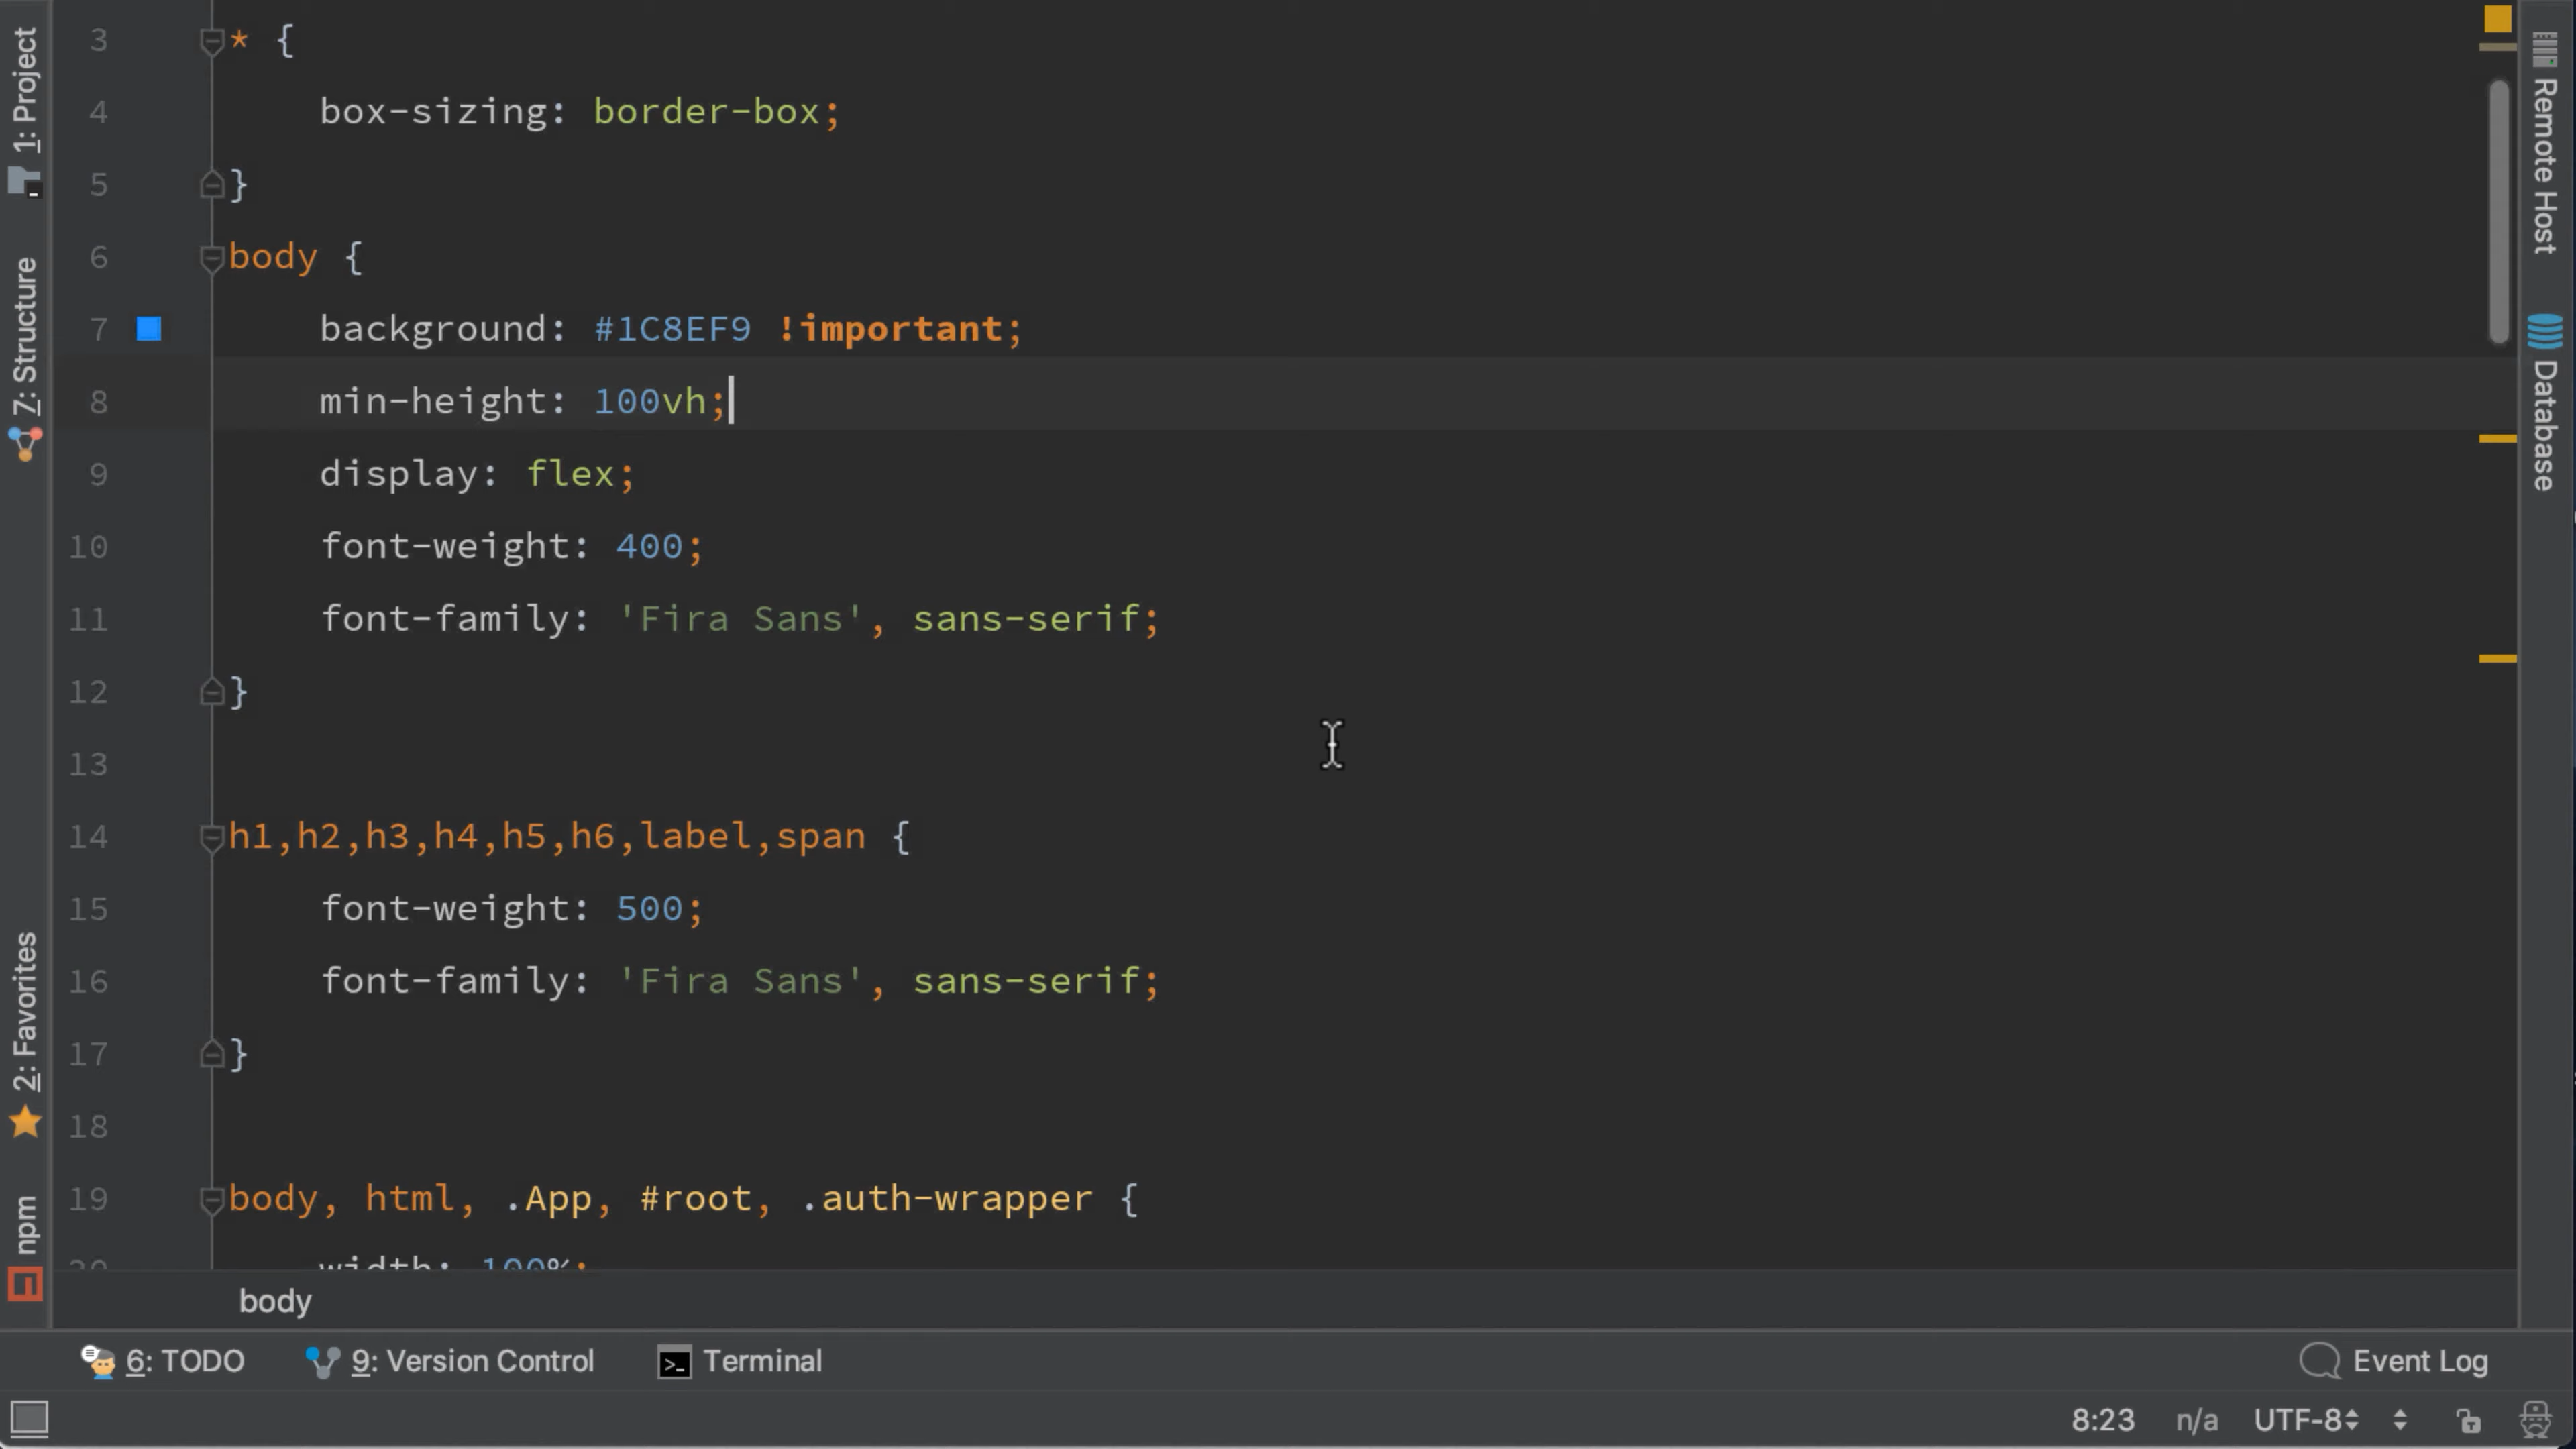 1: Project
7: Structure
2: Favorites
npm
3 * {
4     box-sizing: border-box;
5 }
6 body {
7     background: #1C8EF9 !important;
8     min-height: 100vh;
9     display: flex;
10     font-weight: 400;
11     font-family: 'Fira Sans', sans-serif;
12 }
13
14 h1,h2,h3,h4,h5,h6,label,span {
15     font-weight: 500;
16     font-family: 'Fira Sans', sans-serif;
17 }
18
19 body, html, .App, #root, .auth-wrapper {
20     width: 100%;
body
Remote Host
Database
6: TODO 9: Version Control Terminal Event Log
8:23 n/a UTF-8